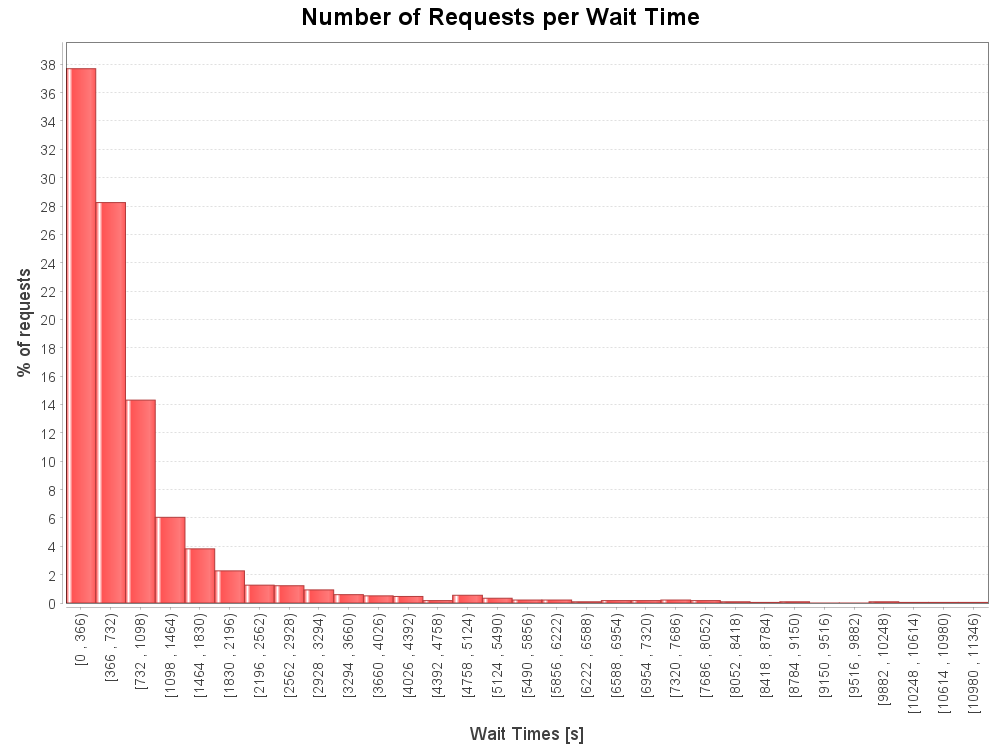 Number of Requests per Wait Time
% of requests
38
36
34
32
30
28
26
24
22
20
18
16
14
12
10
8
6
4
2
0
[0 , 366)
[366 , 732)
[732 , 1098)
[1098 , 1464)
[1464 , 1830)
[1830 , 2196)
[2196 , 2562)
[2562 , 2928)
[2928 , 3294)
[3294 , 3660)
[3660 , 4026)
[4026 , 4392)
[4392 , 4758)
[4758 , 5124)
[5124 , 5490)
[5490 , 5856)
[5856 , 6222)
[6222 , 6588)
[6588 , 6954)
[6954 , 7320)
[7320 , 7686)
[7686 , 8052)
[8052 , 8418)
[8418 , 8784)
[8784 , 9150)
[9150 , 9516)
[9516 , 9882)
[9882 , 10248)
[10248 , 10614)
[10614 , 10980)
[10980 , 11346)
Wait Times [s]